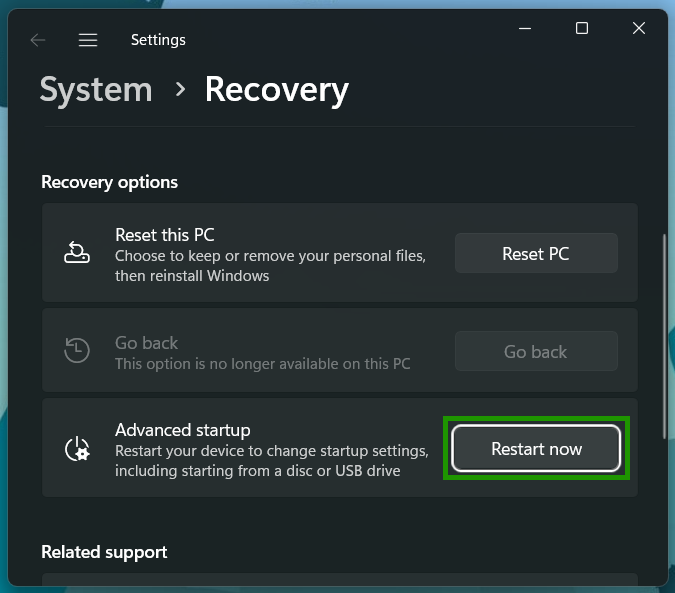 Settings
System > Recovery
Recovery options
Reset this PC
Choose to keep or remove your personal files,
then reinstall Windows
Reset PC
Go back
This option is no longer available on this PC
Go back
Advanced startup
Restart your device to change startup settings,
including starting from a disc or USB drive
Restart now
Related support